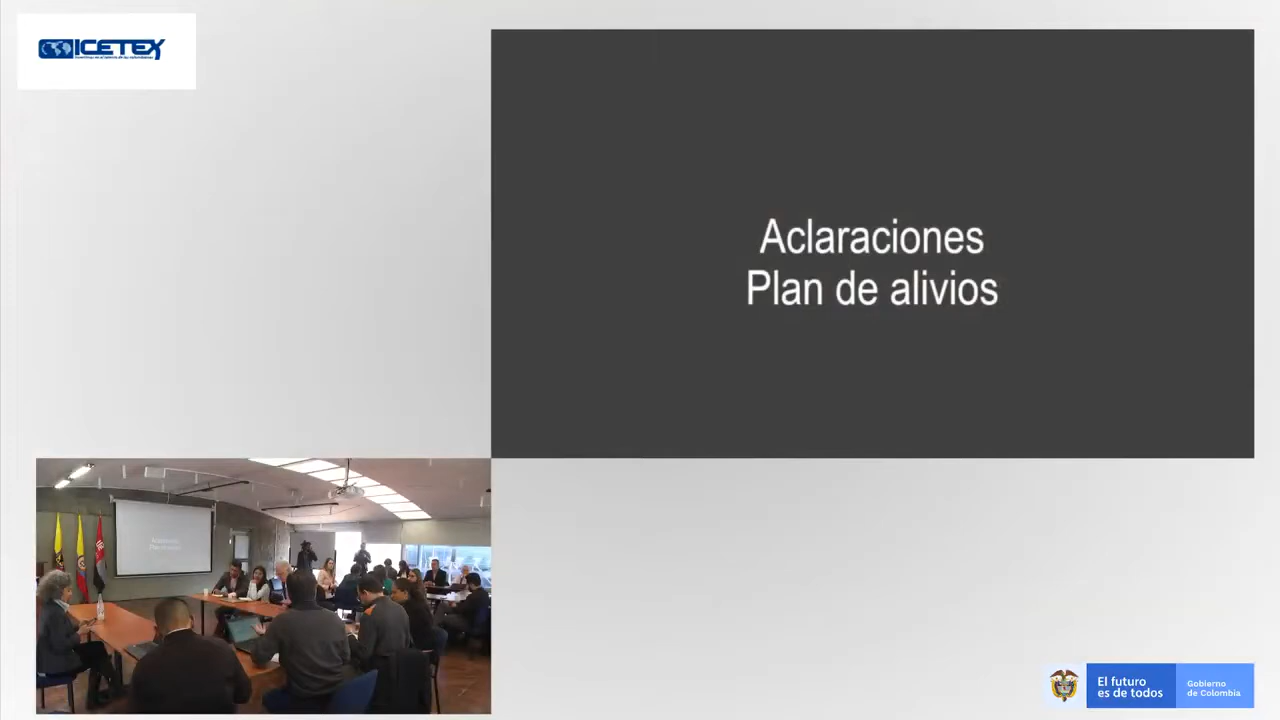 ICETEX
Aclaraciones
Plan de alivios
El futuro
es de todos
Gobierno
de Colombia